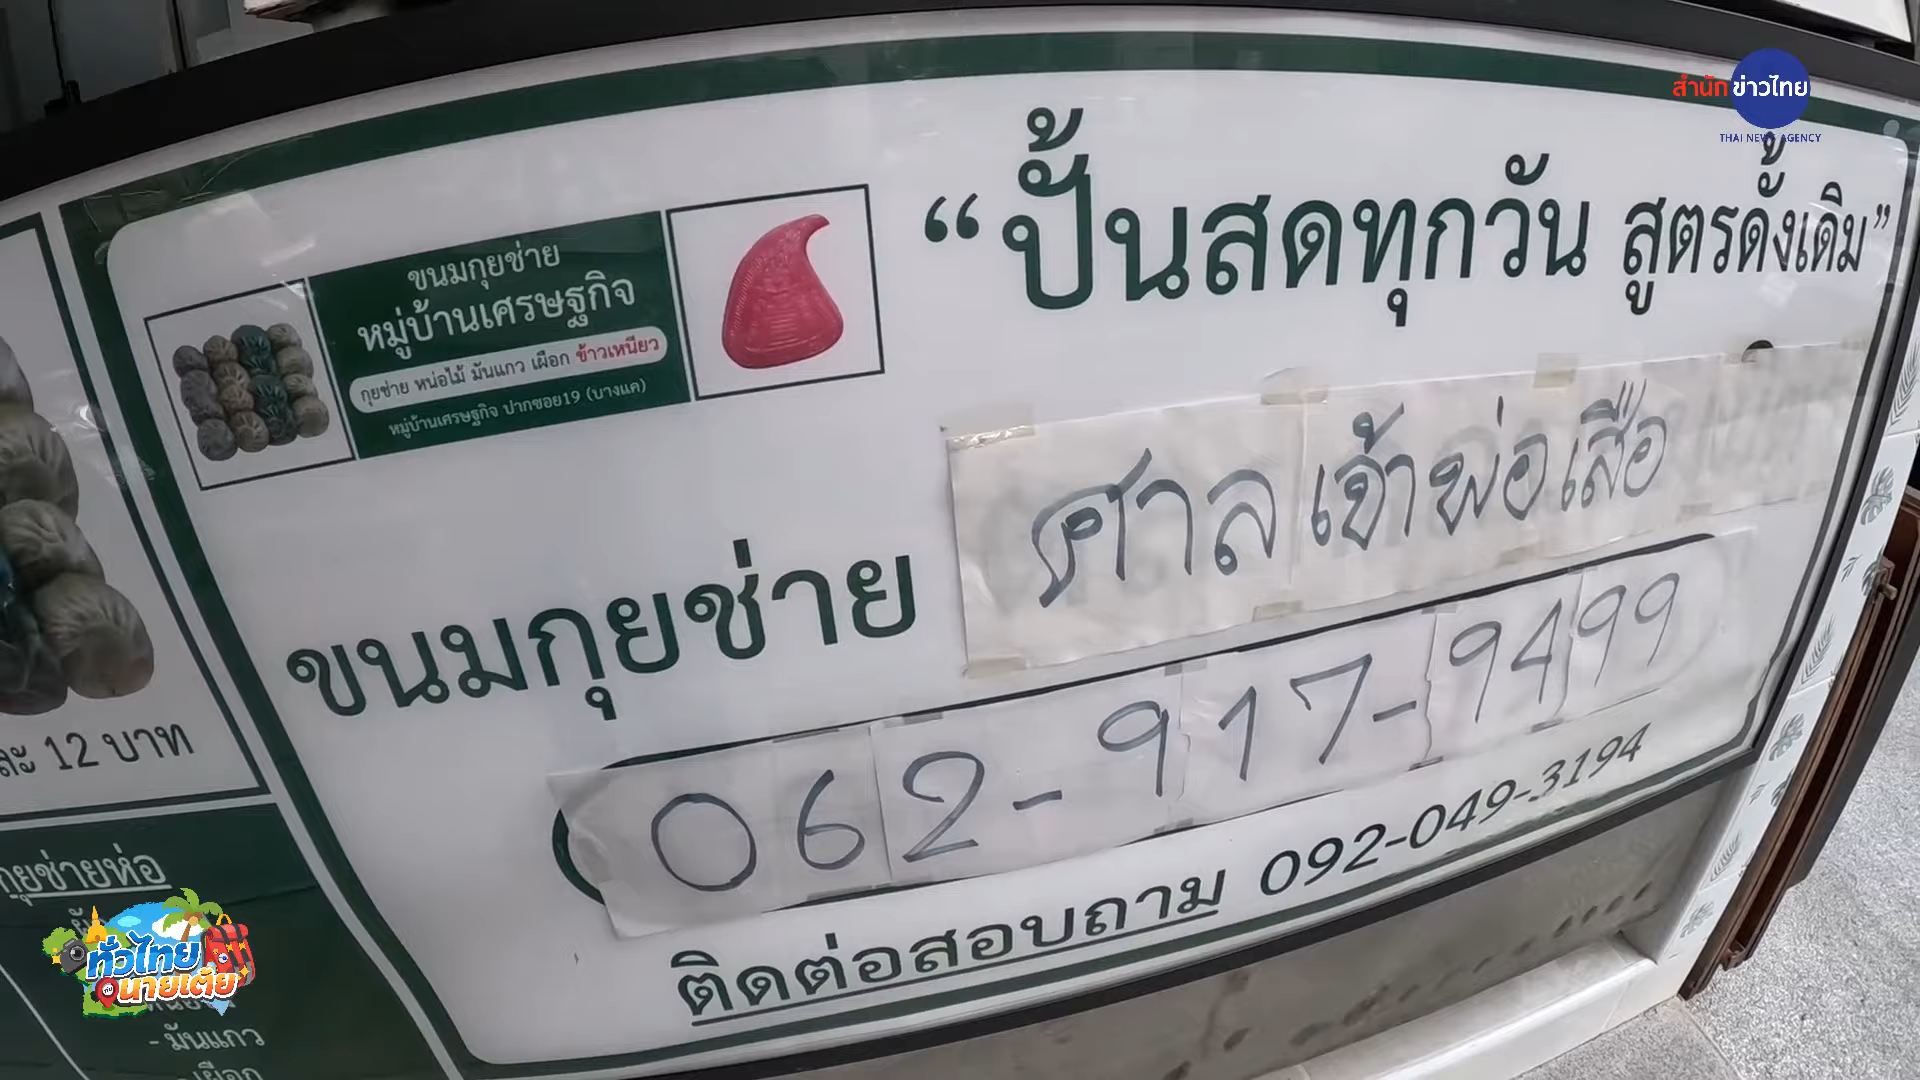 สำนักข่าวไทย
THAI NEWS AGENCY
“ปั้นสดทุกวัน สูตรดั้งเดิม”
ขนมกุยช่าย
หมู่บ้านเศรษฐกิจ
กุยช่าย หน่อไม้ มันแกว เผือก ข้าวเหนียว
หมู่บ้านเศรษฐกิจ ปากซอย19 (บางแค)
ขนมกุยช่าย ศาลเจ้าพ่อเสือ
062-917-9499
ติดต่อสอบถาม 092-049-3194
ละ 12 บาท
กุยช่ายห่อ
- มันแกว
เผือก
ทั่วไทย
กับ
นายเตัย